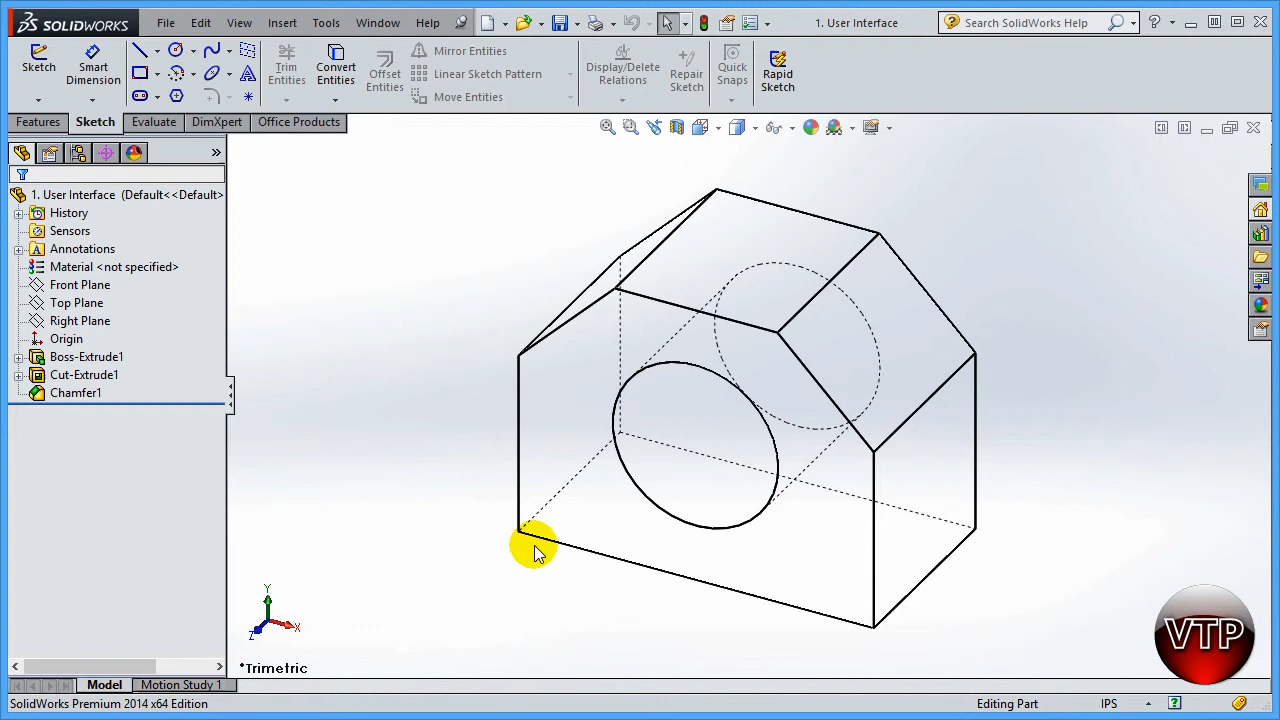 SOLIDWORKS File Edit View Insert Tools Window Help 1. User Interface Search SolidWorks Help
Sketch
Smart Dimension
Trim Entities
Convert Entities
Offset Entities
Mirror Entities
Linear Sketch Pattern
Move Entities
Display/Delete Relations
Repair Sketch
Quick Snaps
Rapid Sketch
Features Sketch Evaluate DimXpert Office Products
1. User Interface (Default<<Default>
History
Sensors
Annotations
Material <not specified>
Front Plane
Top Plane
Right Plane
Origin
Boss-Extrude1
Cut-Extrude1
Chamfer1
Y
X
Z
*Trimetric
VTP
Model Motion Study 1
SolidWorks Premium 2014 x64 Edition Editing Part IPS